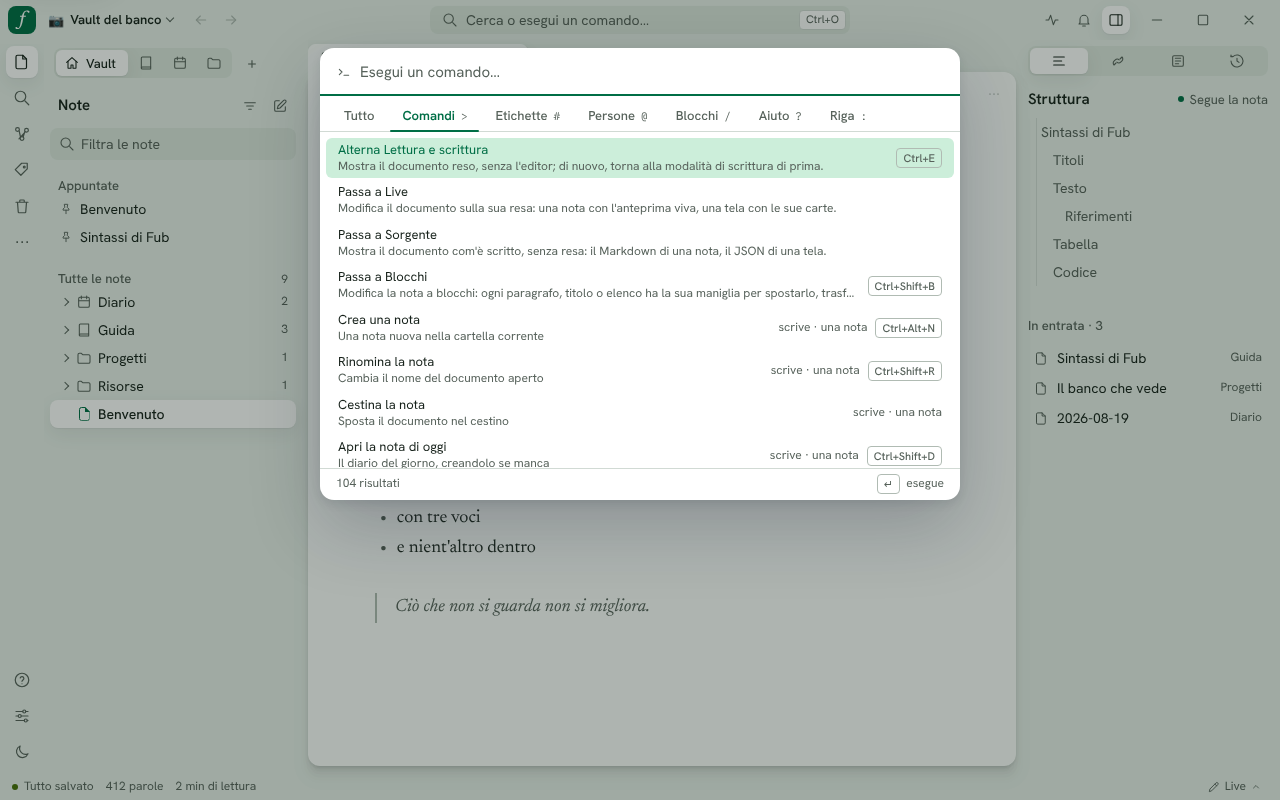 f
Vault del banco
Cerca o esegui un comando…
Ctrl+O
Vault
Note
Filtra le note
Appuntate
Benvenuto
Sintassi di Fub
Tutte le note 9
Diario 2
Guida 3
Progetti 1
Risorse 1
Benvenuto
Esegui un comando…
Tutto
Comandi >
Etichette #
Persone @
Blocchi /
Aiuto ?
Riga :
Alterna Lettura e scrittura
Mostra il documento reso, senza l'editor; di nuovo, torna alla modalità di scrittura di prima.
Ctrl+E
Passa a Live
Modifica il documento sulla sua resa: una nota con l'anteprima viva, una tela con le sue carte.
Passa a Sorgente
Mostra il documento com'è scritto, senza resa: il Markdown di una nota, il JSON di una tela.
Passa a Blocchi
Modifica la nota a blocchi: ogni paragrafo, titolo o elenco ha la sua maniglia per spostarlo, trasf…
Ctrl+Shift+B
Crea una nota
Una nota nuova nella cartella corrente
scrive · una nota Ctrl+Alt+N
Rinomina la nota
Cambia il nome del documento aperto
scrive · una nota Ctrl+Shift+R
Cestina la nota
Sposta il documento nel cestino
scrive · una nota
Apri la nota di oggi
Il diario del giorno, creandolo se manca
scrive · una nota Ctrl+Shift+D
104 risultati
↵ esegue
con tre voci
e nient'altro dentro
Ciò che non si guarda non si migliora.
Struttura
Segue la nota
Sintassi di Fub
Titoli
Testo
Riferimenti
Tabella
Codice
In entrata · 3
Sintassi di Fub Guida
Il banco che vede Progetti
2026-08-19 Diario
Tutto salvato 412 parole 2 min di lettura
Live